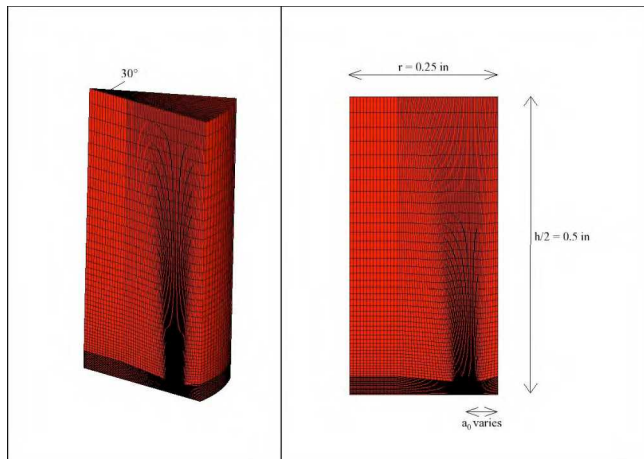 30°
r = 0.25 in
h/2 = 0.5 in
a₀ varies